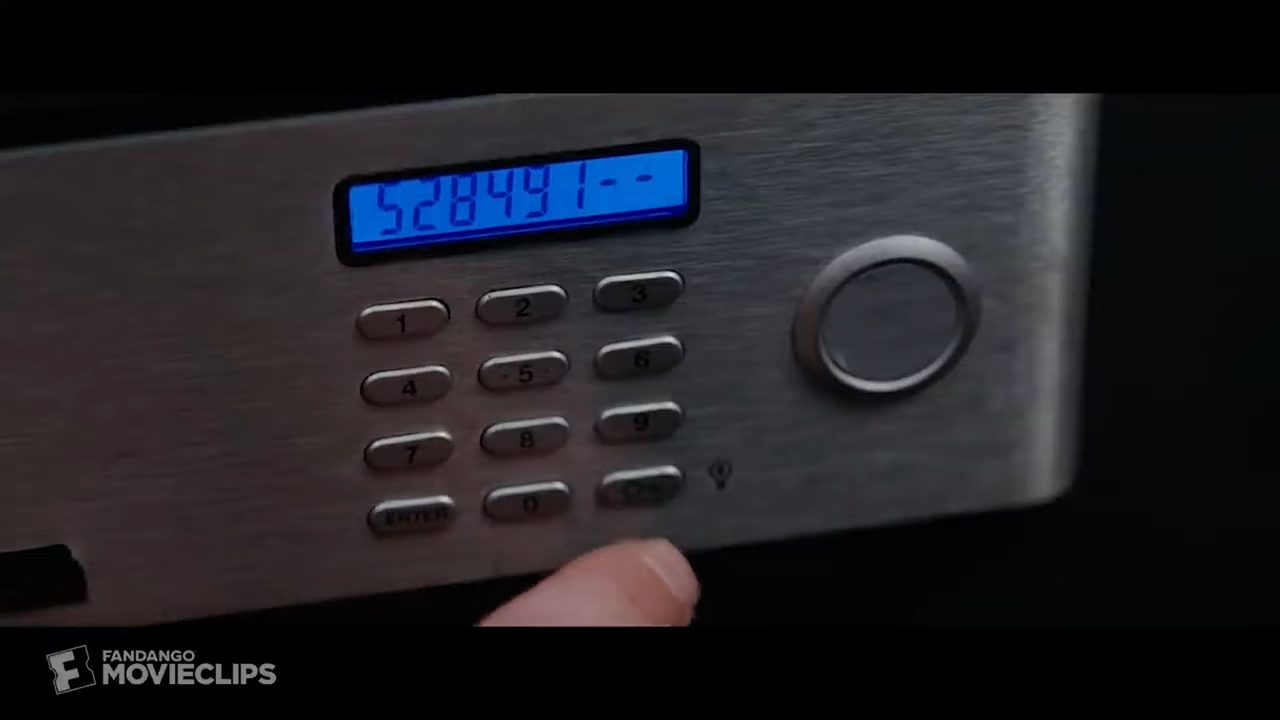 528491--
1 2 3
4 - 5 - 6
7 8 9
ENTER 0
FANDANGO
MOVIECLIPS